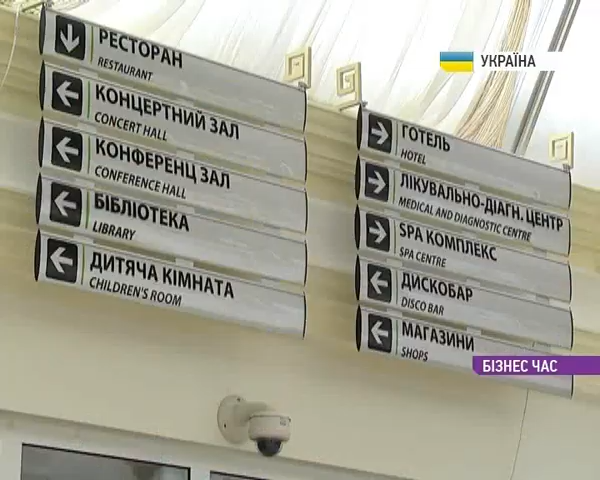 РЕСТОРАН
RESTAURANT
КОНЦЕРТНИЙ ЗАЛ
CONCERT HALL
КОНФЕРЕНЦ ЗАЛ
CONFERENCE HALL
БІБЛІОТЕКА
LIBRARY
ДИТЯЧА КІМНАТА
CHILDREN'S ROOM
УКРАЇНА
ГОТЕЛЬ
HOTEL
ЛІКУВАЛЬНО-ДІАГН. ЦЕНТР
MEDICAL AND DIAGNOSTIC CENTRE
SPA КОМПЛЕКС
SPA CENTRE
ДИСКОБАР
DISCO BAR
МАГАЗИНИ
SHOPS
БІЗНЕС ЧАС